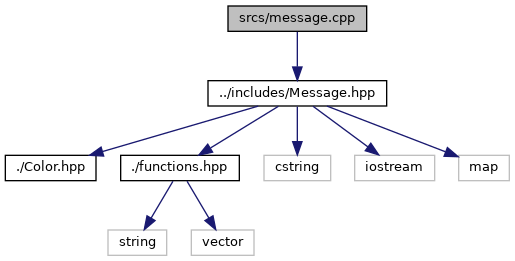 srcs/message.cpp
../includes/Message.hpp
./Color.hpp
./functions.hpp
cstring
iostream
map
string
vector